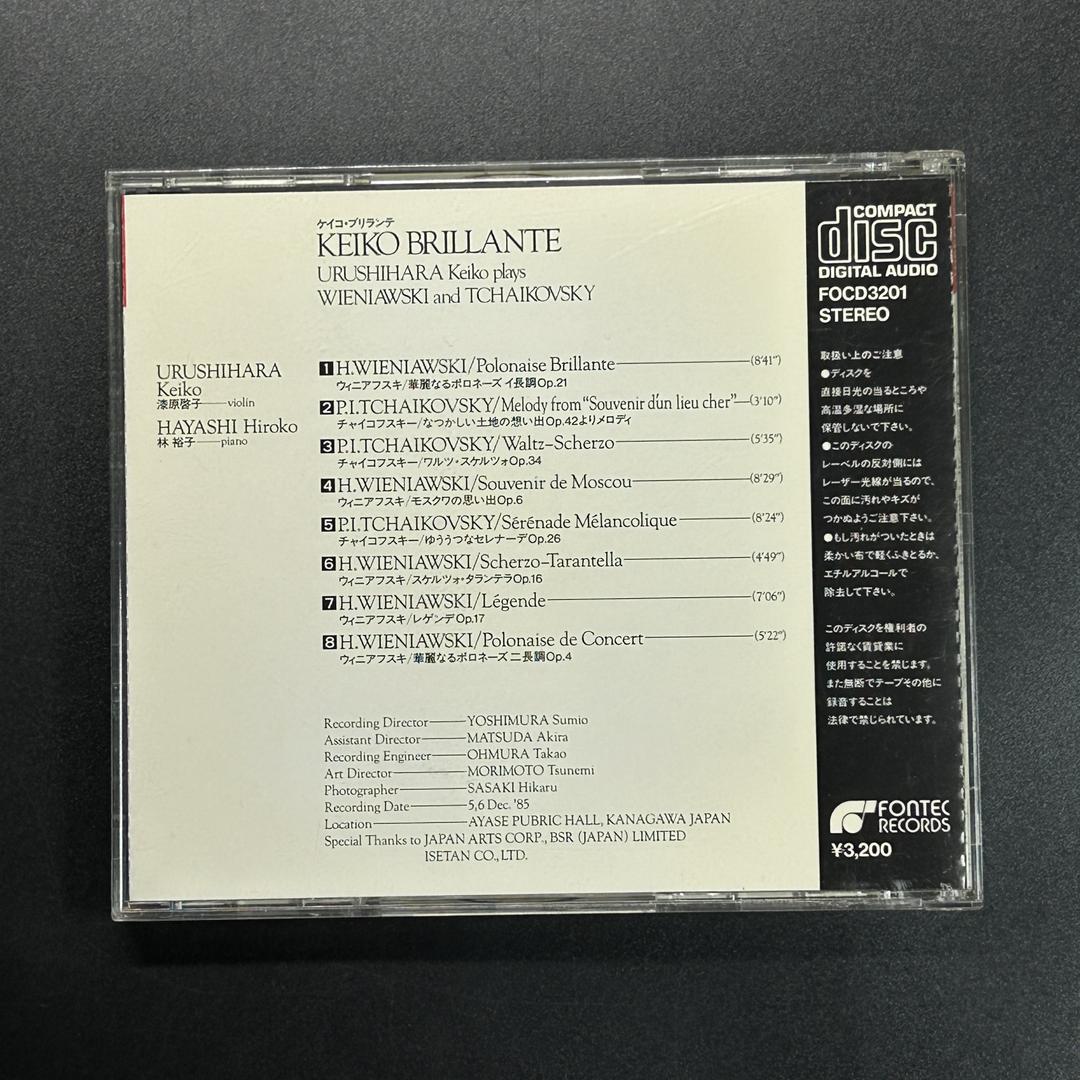 ケイコ・ブリランテ
KEIKO BRILLANTE
URUSHIHARA Keiko plays
WIENIAWSKI and TCHAIKOVSKY
URUSHIHARA
Keiko
漆原啓子——violin
HAYASHI Hiroko
林 裕子——piano
1 H.WIENIAWSKI/Polonaise Brillante——(8'41")
ウィニアフスキ/華麗なるポロネーズ イ長調Op.21
2 P.I.TCHAIKOVSKY/Melody from "Souvenir d'un lieu cher"—(3'10")
チャイコフスキー/なつかしい土地の想い出Op.42よりメロディ
3 P.I.TCHAIKOVSKY/Waltz-Scherzo——(5'35")
チャイコフスキー/ワルツ・スケルツォOp.34
4 H.WIENIAWSKI/Souvenir de Moscou——(8'29")
ウィニアフスキ/モスクワの思い出Op.6
5 P.I.TCHAIKOVSKY/Sérénade Mélancolique——(8'24")
チャイコフスキー/ゆううつなセレナーデOp.26
6 H.WIENIAWSKI/Scherzo-Tarantella——(4'49")
ウィニアフスキ/スケルツォ・タランテラOp.16
7 H.WIENIAWSKI/Légende——(7'06")
ウィニアフスキ/レゲンデOp.17
8 H.WIENIAWSKI/Polonaise de Concert——(5'22")
ウィニアフスキ/華麗なるポロネーズ ニ長調Op.4
Recording Director——YOSHIMURA Sumio
Assistant Director——MATSUDA Akira
Recording Engineer——OHMURA Takao
Art Director——MORIMOTO Tsunemi
Photographer——SASAKI Hikaru
Recording Date——5,6 Dec. '85
Location——AYASE PUBRIC HALL, KANAGAWA JAPAN
Special Thanks to JAPAN ARTS CORP., BSR (JAPAN) LIMITED
ISETAN CO., LTD.
COMPACT
disc
DIGITAL AUDIO
FOCD3201
STEREO
取扱い上のご注意
●ディスクを
直接日光の当るところや
高温多湿な場所に
保管しないで下さい。
●このディスクの
レーベルの反対側には
レーザー光線が当るので、
この面に汚れやキズが
つかぬようご注意下さい。
●もし汚れがついたときは
柔かい布で軽くふきとるか、
エチルアルコールで
除去して下さい。
このディスクを権利者の
許諾なく賃貸業に
使用することを禁じます。
また無断でテープその他に
録音することは
法律で禁じられています。
FONTEC
RECORDS
¥3,200